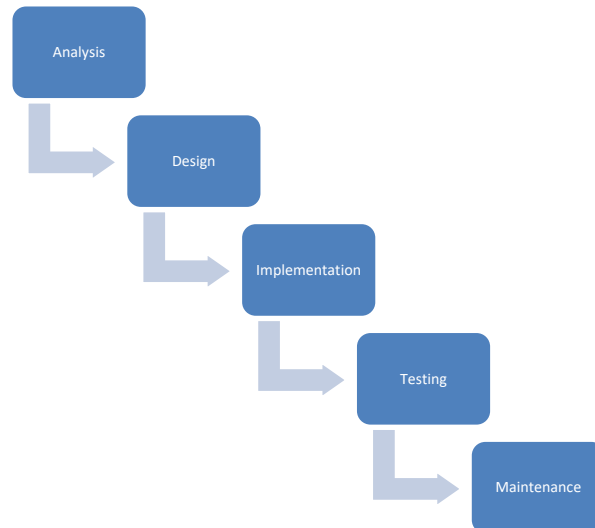 Analysis
Design
Implementation
Testing
Maintenance